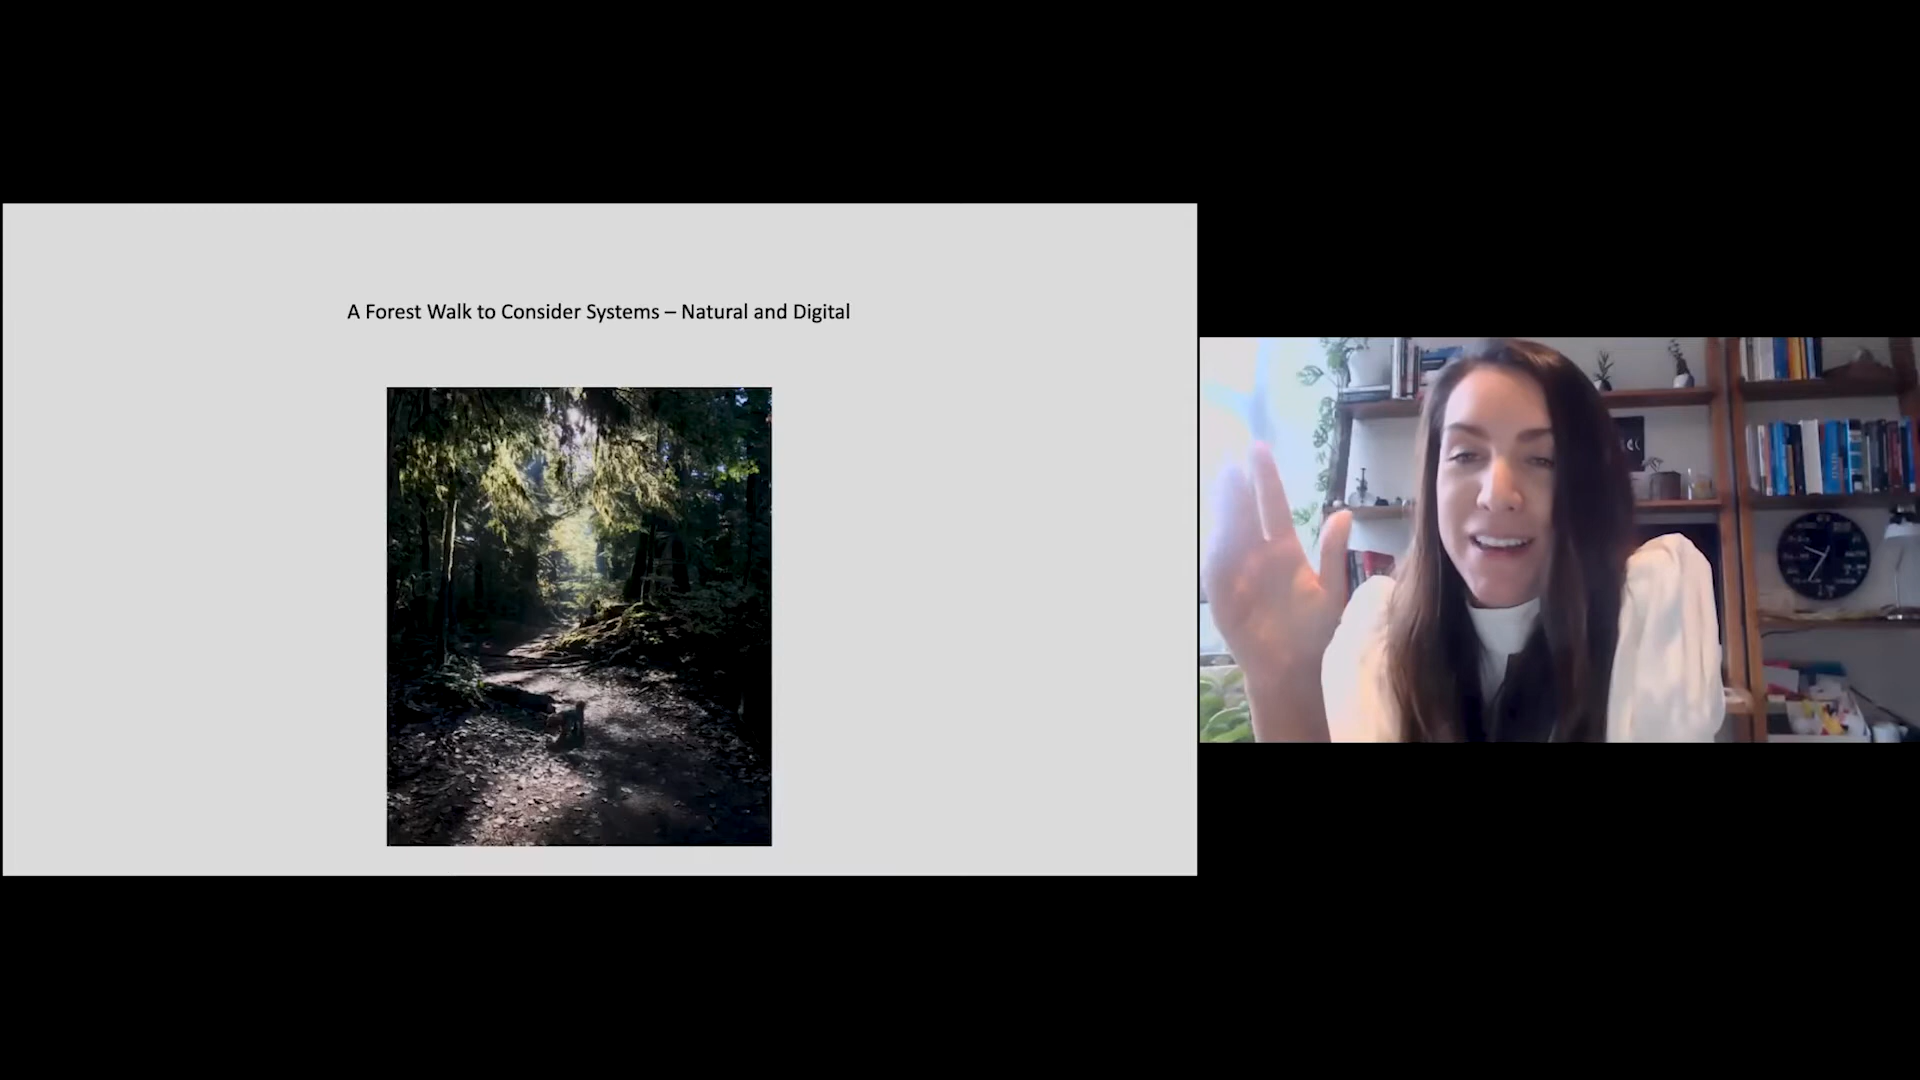 A Forest Walk to Consider Systems – Natural and Digital